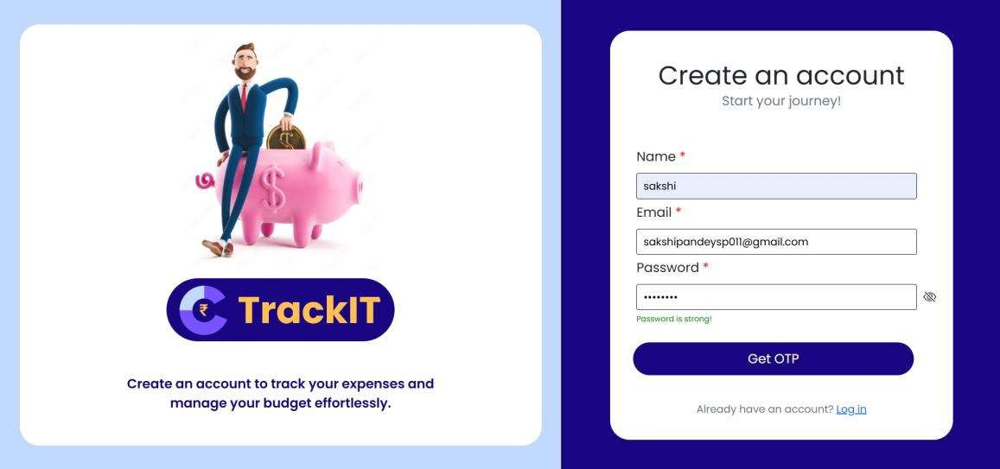 TrackIT
Create an account to track your expenses and
manage your budget effortlessly.
Create an account
Start your journey!
Name *
sakshi
Email *
sakshipandeysp011@gmail.com
Password *
••••••••
Password is strong!
Get OTP
Already have an account? Log in